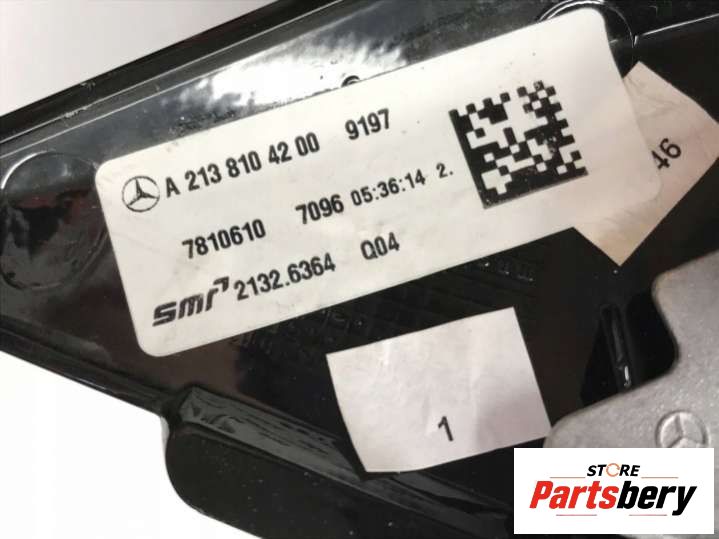 A 213 810 42 00 9197
7810610 7096 05:36:14 2.
smr 2132.6364 Q04
46
1
STORE
Partsbery